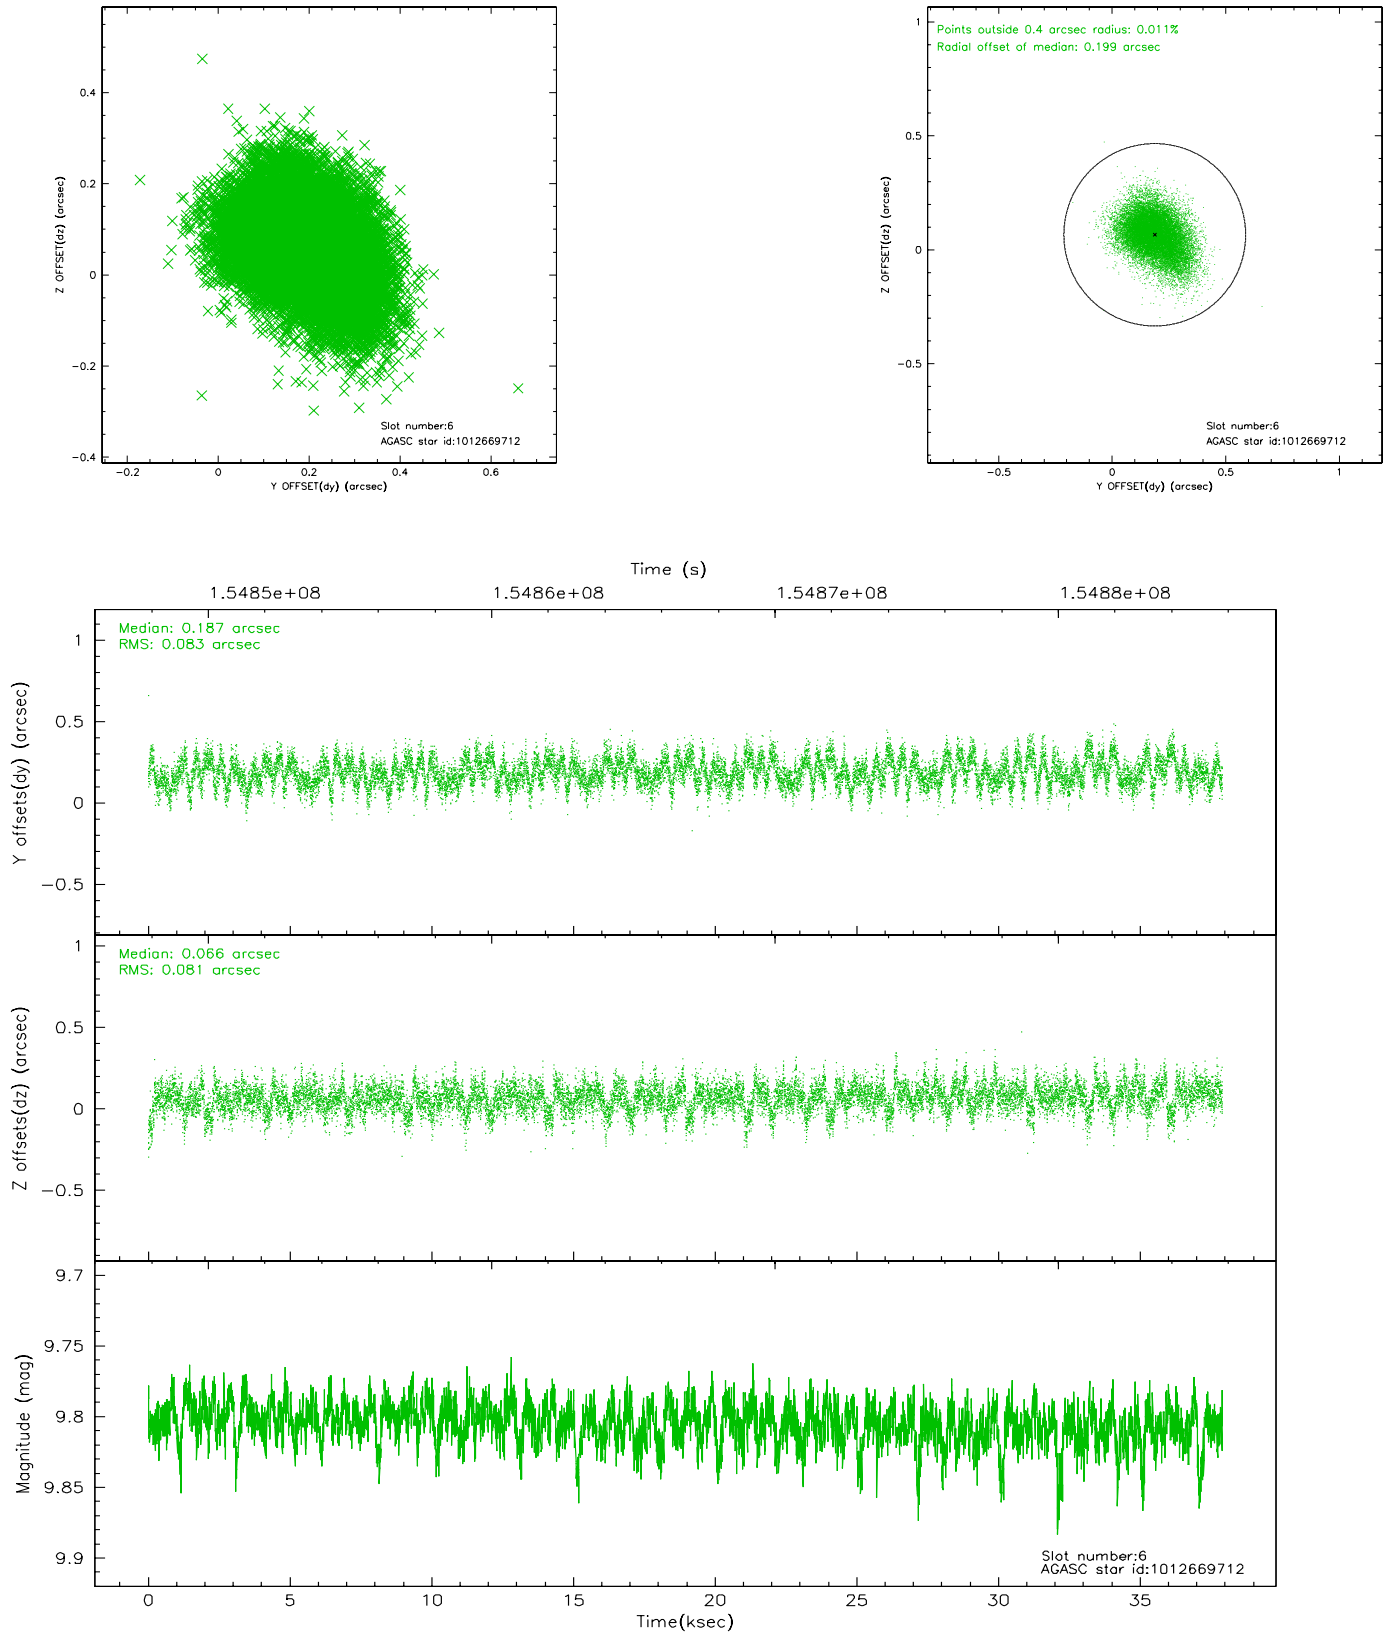 0.4
0.2
0
−0.2
−0.4
Z OFFSET(dz) (arcsec)
−0.2 0 0.2 0.4 0.6
Y OFFSET(dy) (arcsec)
Slot number:6
AGASC star id:1012669712
Points outside 0.4 arcsec radius: 0.011%
Radial offset of median: 0.199 arcsec
1
0.5
0
−0.5
Z OFFSET(dz) (arcsec)
−0.5 0 0.5 1
Y OFFSET(dy) (arcsec)
Slot number:6
AGASC star id:1012669712
Time (s)
1.5485e+08 1.5486e+08 1.5487e+08 1.5488e+08
Median: 0.187 arcsec
RMS: 0.083 arcsec
1
0.5
0
−0.5
Y offsets(dy) (arcsec)
Median: 0.066 arcsec
RMS: 0.081 arcsec
1
0.5
0
−0.5
Z offsets(dz) (arcsec)
9.7
9.75
9.8
9.85
9.9
Magnitude (mag)
Slot number:6
AGASC star id:1012669712
0 5 10 15 20 25 30 35
Time(ksec)